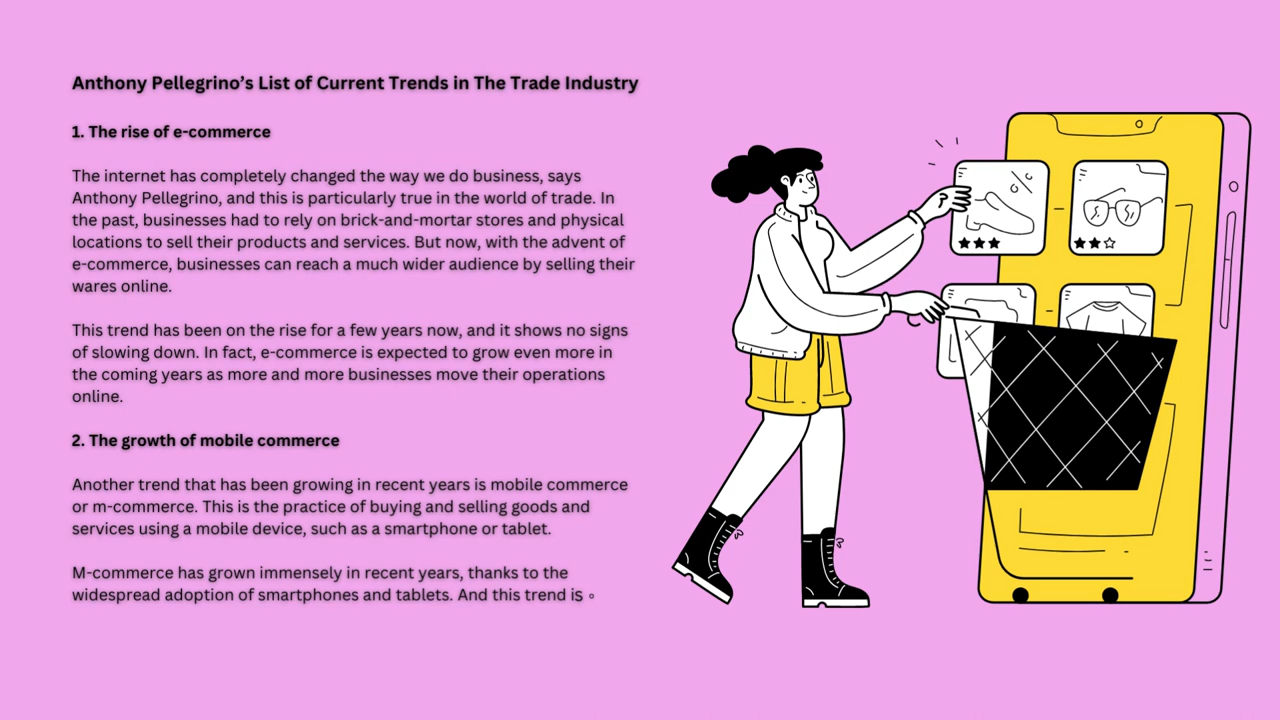 Anthony Pellegrino’s List of Current Trends in The Trade Industry
1. The rise of e-commerce
The internet has completely changed the way we do business, says
Anthony Pellegrino, and this is particularly true in the world of trade. In
the past, businesses had to rely on brick-and-mortar stores and physical
locations to sell their products and services. But now, with the advent of
e-commerce, businesses can reach a much wider audience by selling their
wares online.
This trend has been on the rise for a few years now, and it shows no signs
of slowing down. In fact, e-commerce is expected to grow even more in
the coming years as more and more businesses move their operations
online.
2. The growth of mobile commerce
Another trend that has been growing in recent years is mobile commerce
or m-commerce. This is the practice of buying and selling goods and
services using a mobile device, such as a smartphone or tablet.
M-commerce has grown immensely in recent years, thanks to the
widespread adoption of smartphones and tablets. And this trend is
%